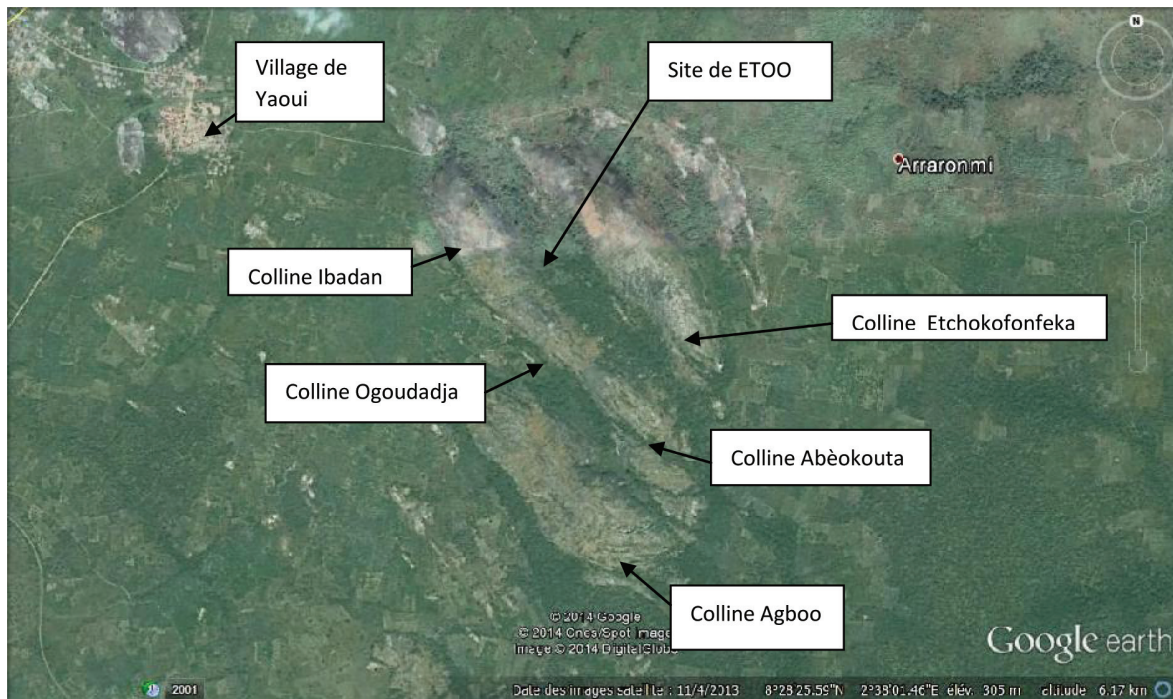 N
Village de
Yaoui
Site de ETOO
Arraronmi
Colline Ibadan
Colline Etchokofonfeka
Colline Ogoudadja
Colline Abèokouta
Colline Agboo
© 2014 Google
© 2014 Cnes/Spot Image
Image © 2014 DigitalGlobe
Google earth
2001
Date des images satellite : 11/4/2013 8°28'25.59"N 2°38'01.46"E élév. 305 m altitude 6.17 km